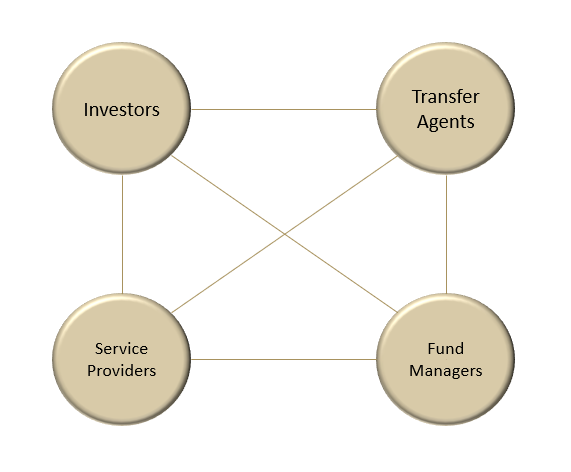 Investors
Transfer
Agents
Service
Providers
Fund
Managers